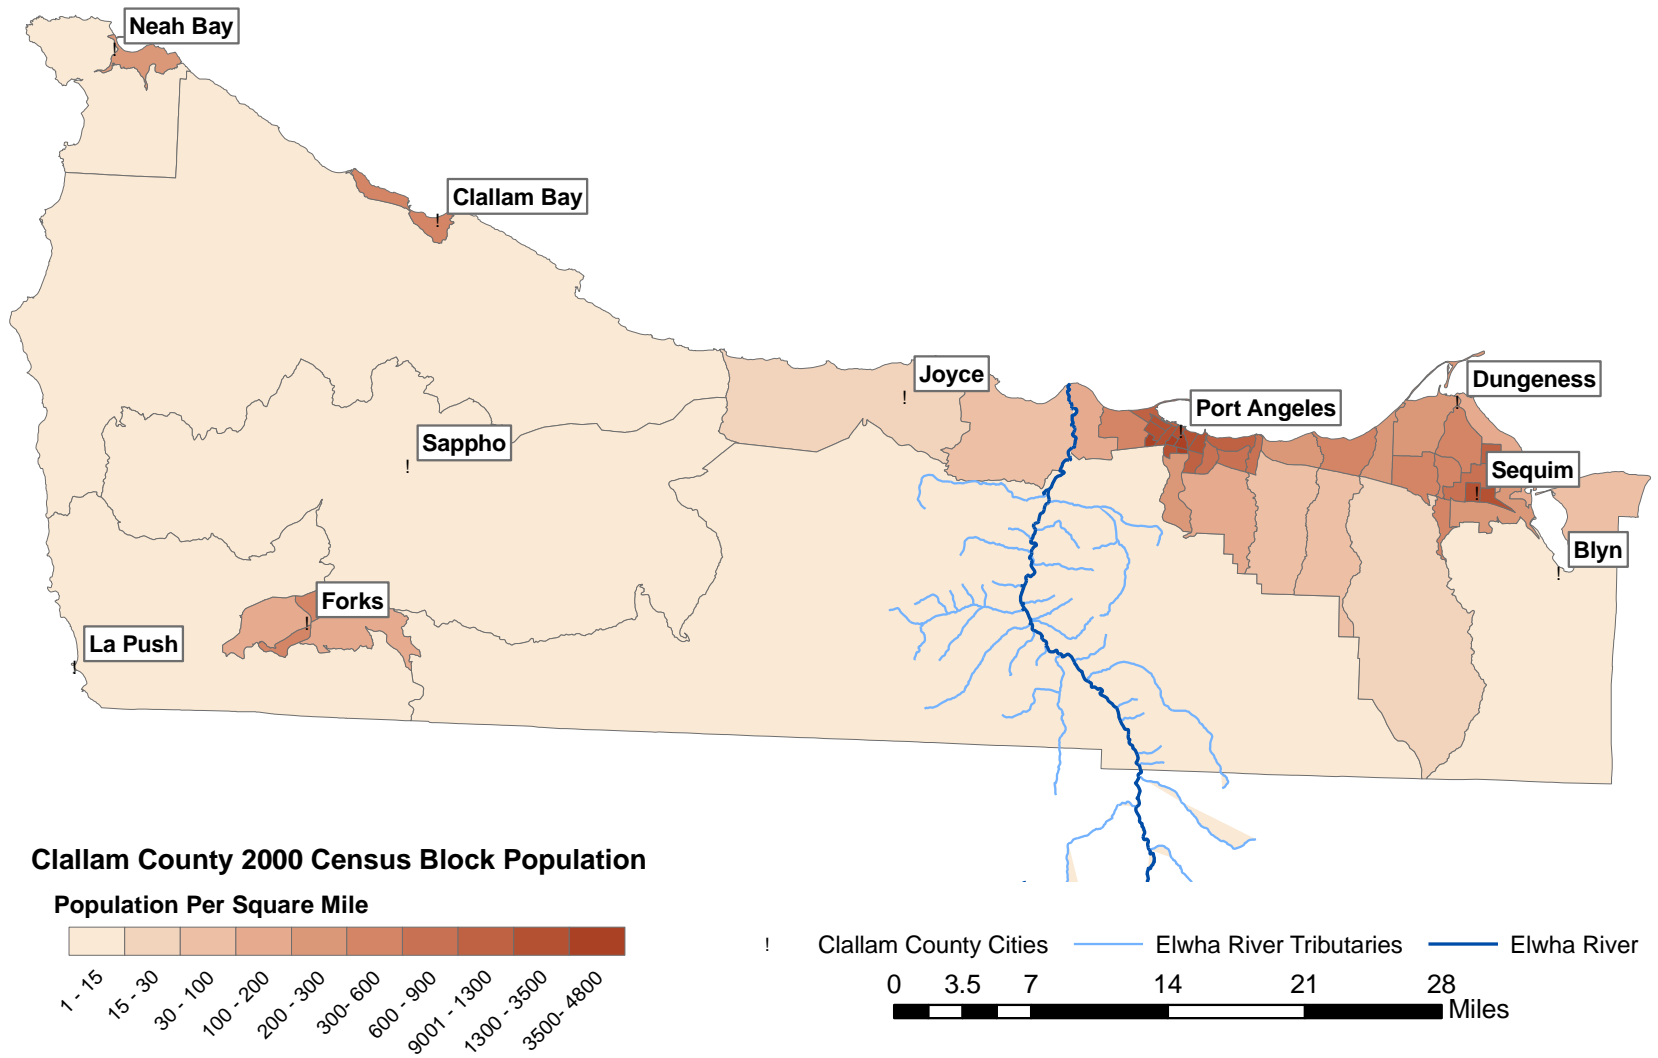 Neah Bay
Clallam Bay
Joyce
Dungeness
Port Angeles
Sappho
Sequim
Blyn
Forks
La Push
Clallam County 2000 Census Block Population
Population Per Square Mile
1 - 15
15 - 30
30 - 100
100 - 200
200 - 300
300- 600
600 - 900
9001 - 1300
1300 - 3500
3500- 4800
! Clallam County Cities Elwha River Tributaries Elwha River
0 3.5 7 14 21 28
Miles